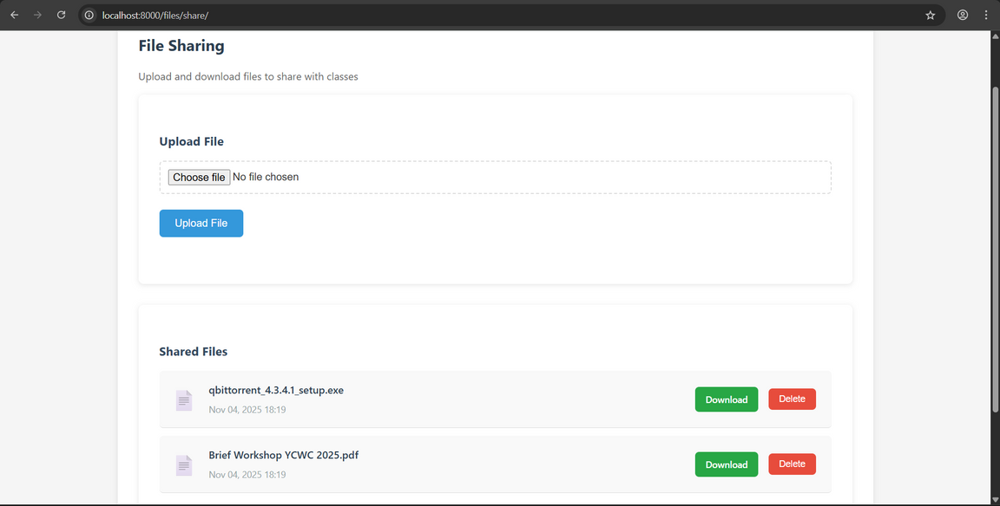 localhost:8000/files/share/
File Sharing
Upload and download files to share with classes
Upload File
Choose file No file chosen
Upload File
Shared Files
qbittorrent_4.3.4.1_setup.exe
Nov 04, 2025 18:19
Download
Delete
Brief Workshop YCWC 2025.pdf
Nov 04, 2025 18:19
Download
Delete